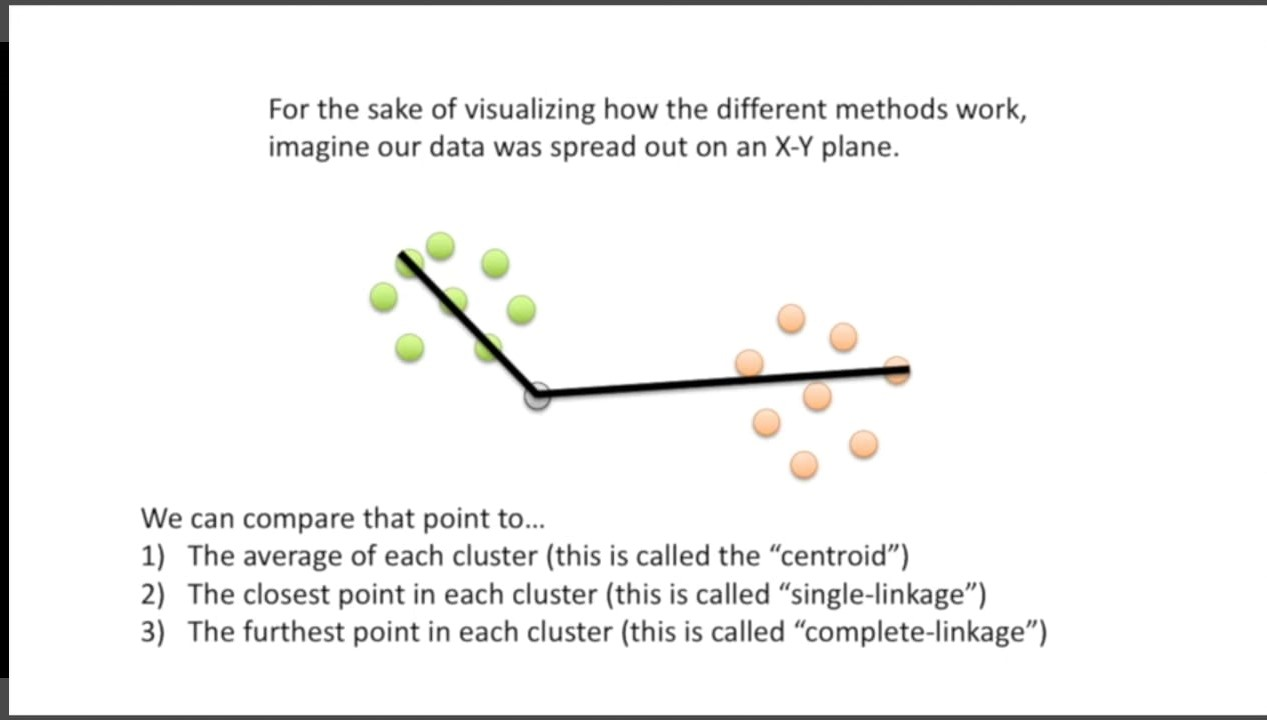 For the sake of visualizing how the different methods work,
imagine our data was spread out on an X-Y plane.
We can compare that point to...
1) The average of each cluster (this is called the “centroid”)
2) The closest point in each cluster (this is called “single-linkage”)
3) The furthest point in each cluster (this is called “complete-linkage”)